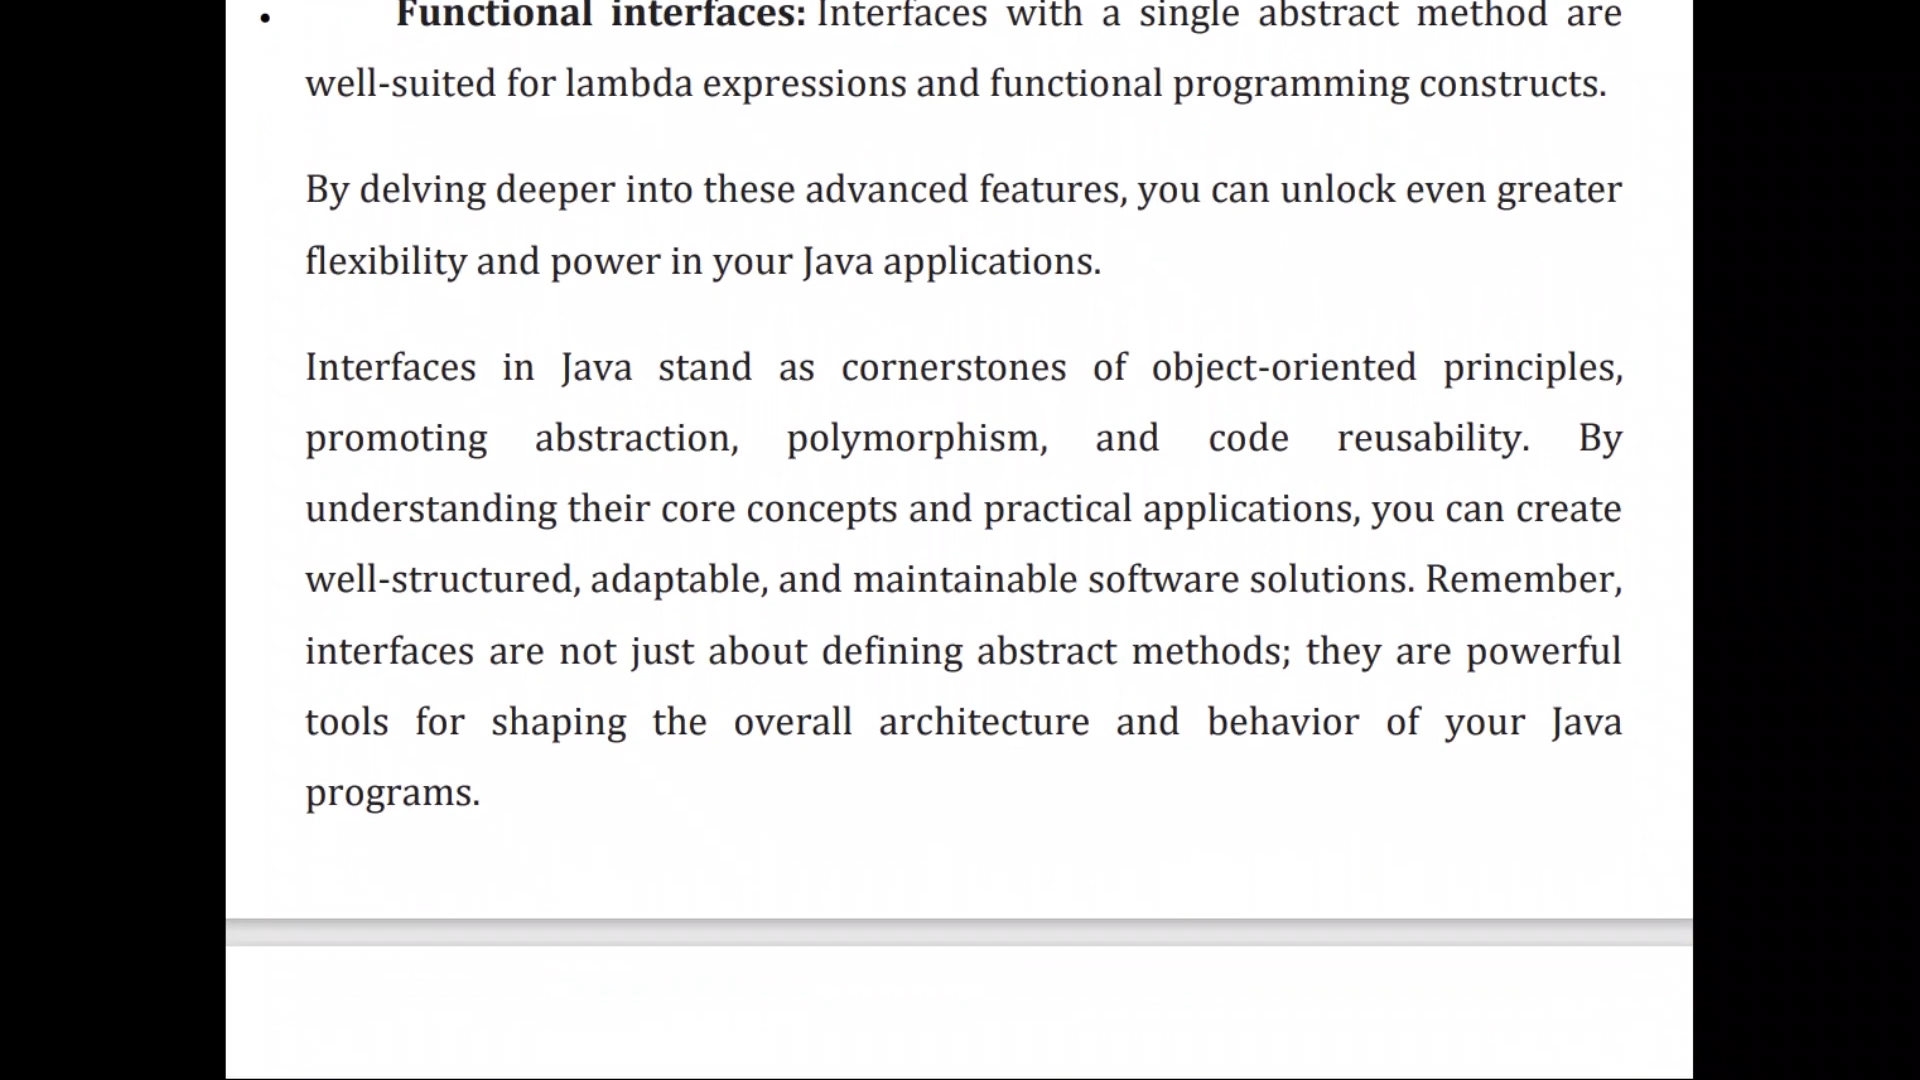 • Functional interfaces: Interfaces with a single abstract method are
well-suited for lambda expressions and functional programming constructs.
By delving deeper into these advanced features, you can unlock even greater
flexibility and power in your Java applications.
Interfaces in Java stand as cornerstones of object-oriented principles,
promoting abstraction, polymorphism, and code reusability. By
understanding their core concepts and practical applications, you can create
well-structured, adaptable, and maintainable software solutions. Remember,
interfaces are not just about defining abstract methods; they are powerful
tools for shaping the overall architecture and behavior of your Java
programs.